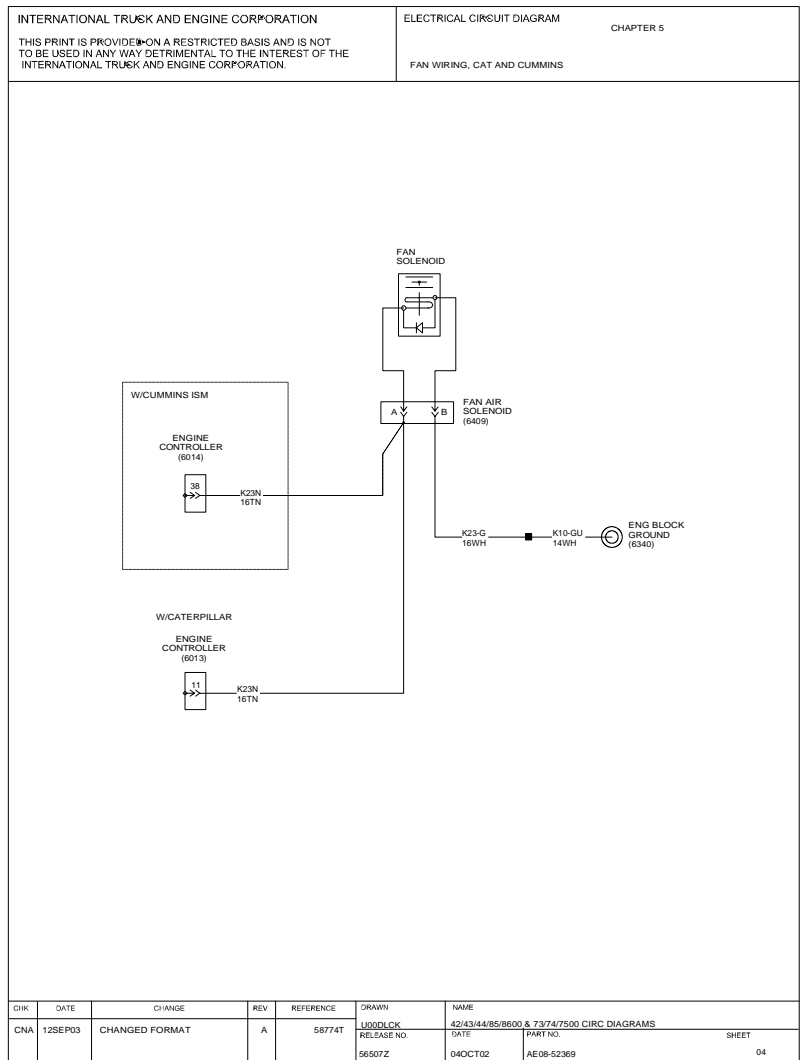 INTERNATIONAL TRUCK AND ENGINE CORPORATION
THIS PRINT IS PROVIDED ON A RESTRICTED BASIS AND IS NOT
TO BE USED IN ANY WAY DETRIMENTAL TO THE INTEREST OF THE
INTERNATIONAL TRUCK AND ENGINE CORPORATION.
ELECTRICAL CIRCUIT DIAGRAM
CHAPTER 5
FAN WIRING, CAT AND CUMMINS
FAN
SOLENOID
A
B
FAN AIR
SOLENOID
(6409)
W/CUMMINS ISM
ENGINE
CONTROLLER
(6014)
38
K23N
16TN
K23-G
16WH
K10-GU
14WH
ENG BLOCK
GROUND
(6340)
W/CATERPILLAR
ENGINE
CONTROLLER
(6013)
11
K23N
16TN
CHK
DATE
CHANGE
REV
REFERENCE
CNA
12SEP03
CHANGED FORMAT
A
58774T
DRAWN
U00DLCK
NAME
42/43/44/85/8600 & 73/74/7500 CIRC DIAGRAMS
RELEASE NO.
56507Z
DATE
04OCT02
PART NO.
AE08-52369
SHEET
04